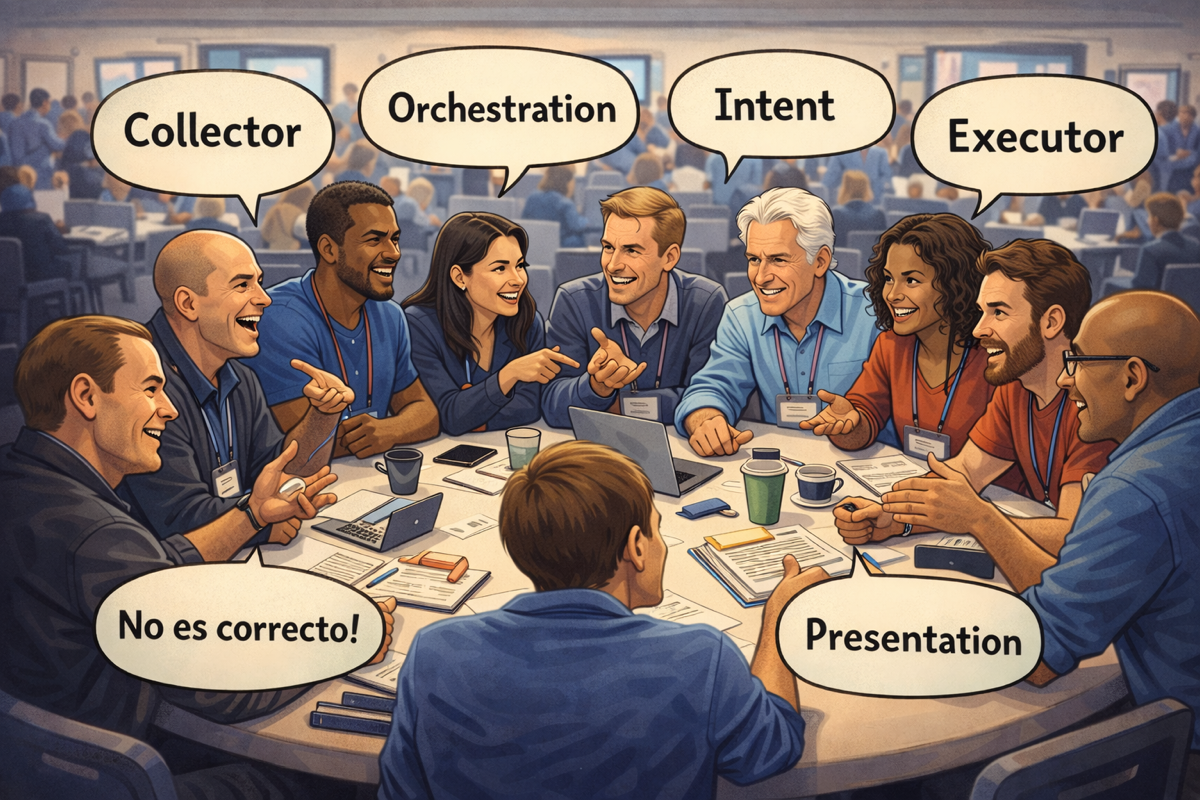 Collector
Orchestration
Intent
Executor
No es correcto!
Presentation